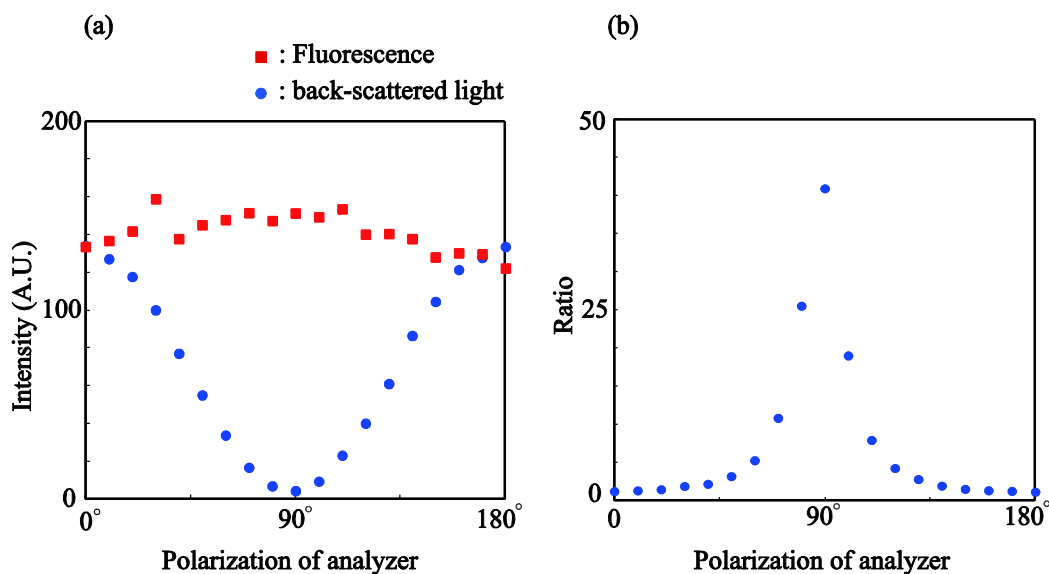 (a)
: Fluorescence
: back-scattered light
200
100
0
Intensity (A.U.)
0
90°
180°
Polarization of analyzer
(b)
50
25
0
Ratio
0
90°
180°
Polarization of analyzer